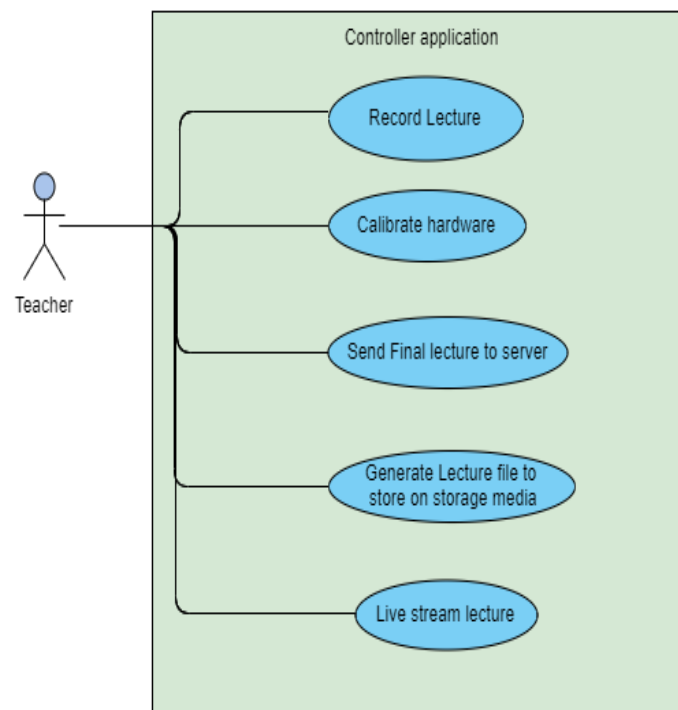 Controller application
Record Lecture
Calibrate hardware
Teacher
Send Final lecture to server
Generate Lecture file to
store on storage media
Live stream lecture